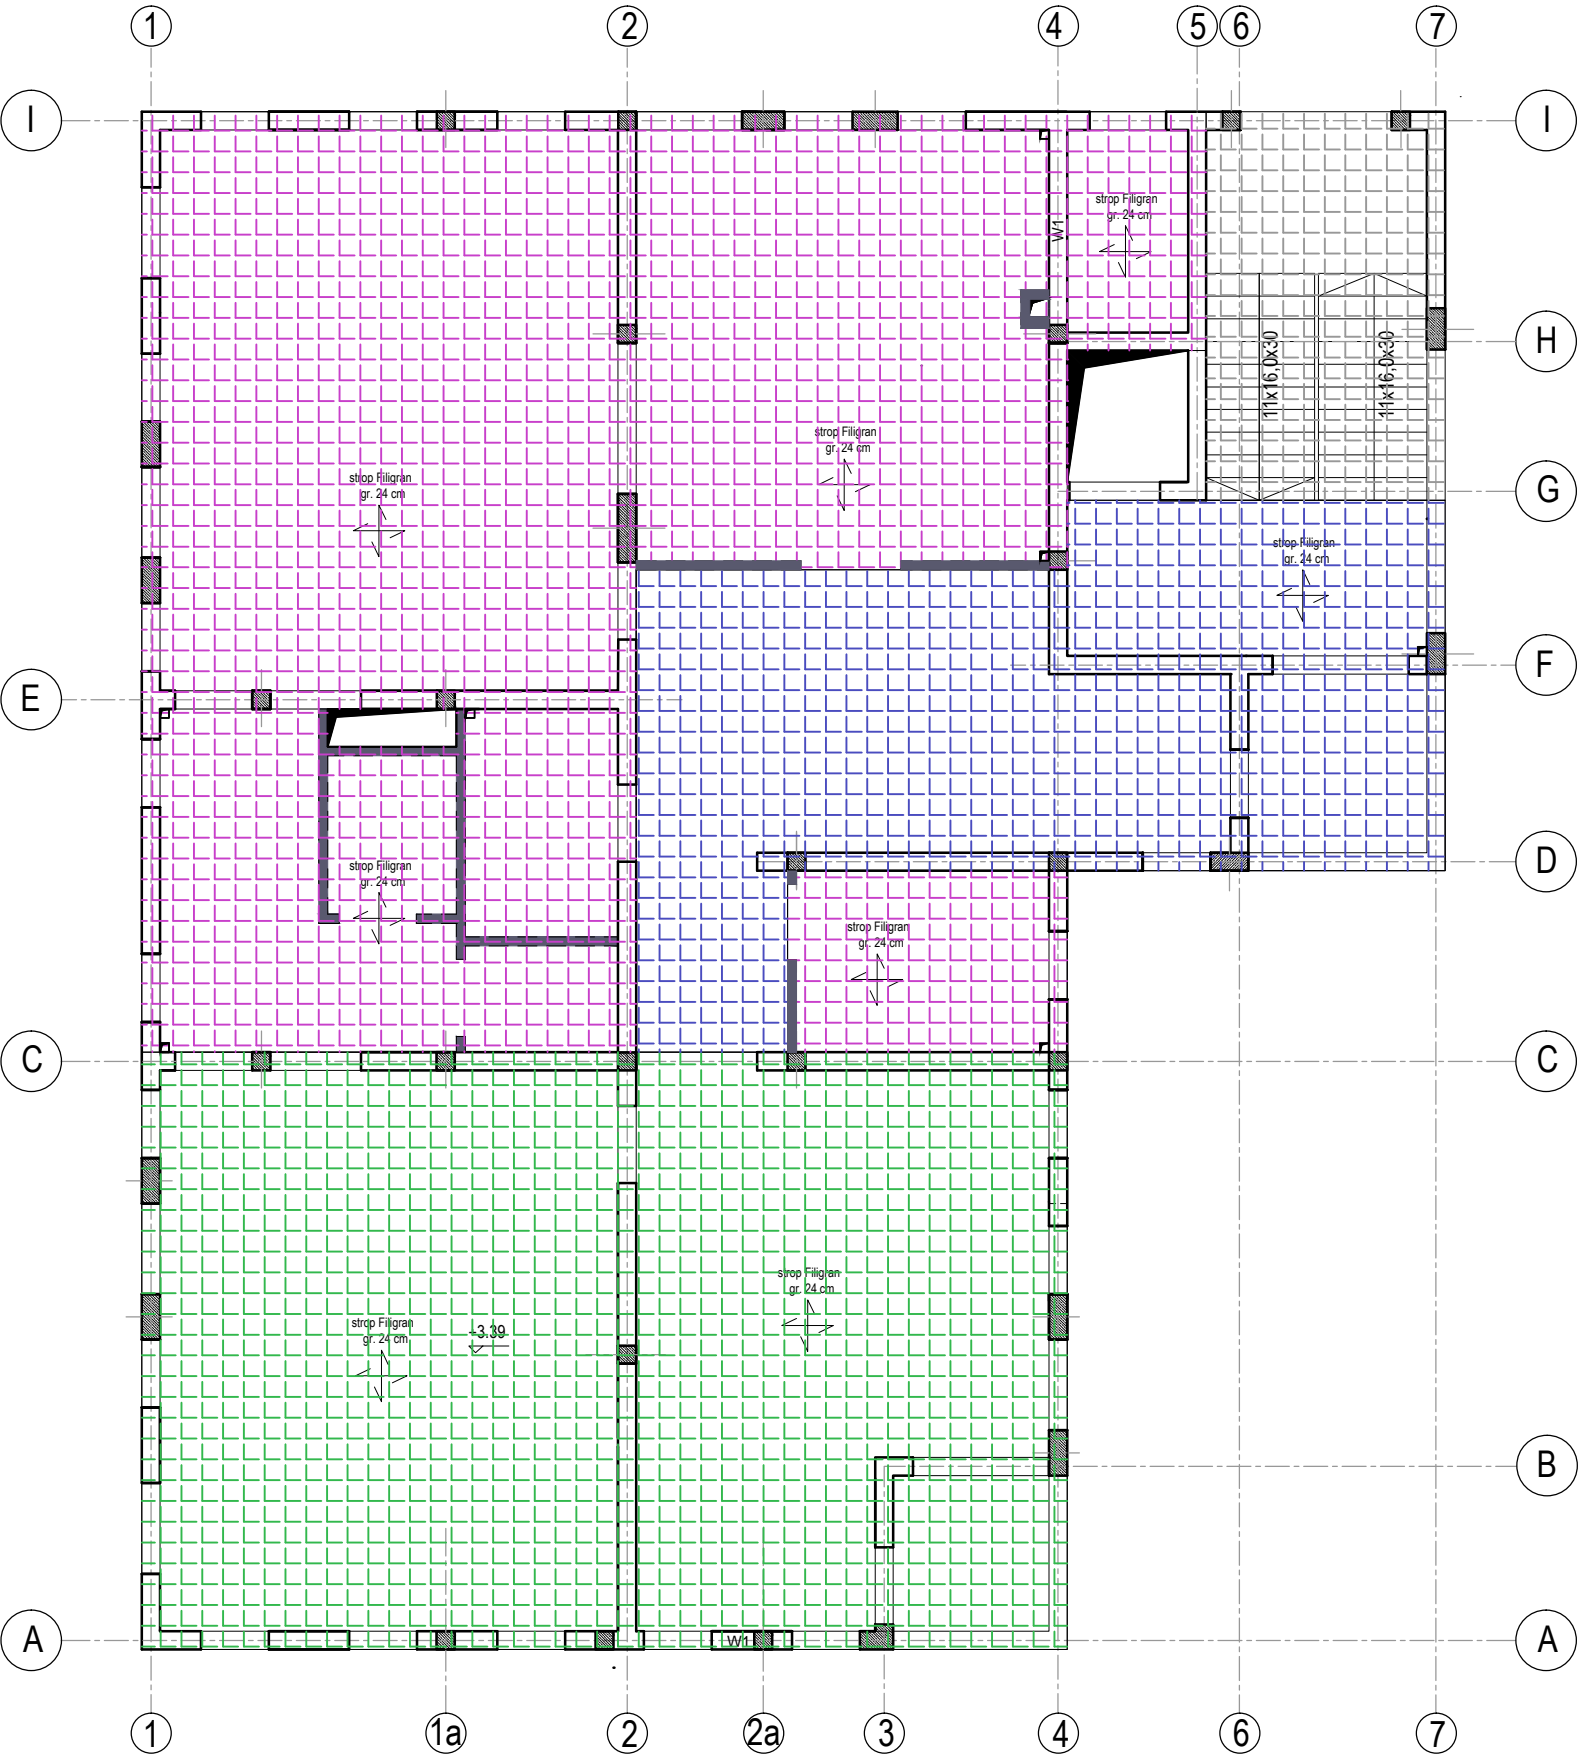 1 2 4 5 6 7
I I
strop Filigran
gr. 24 cm
W1
H
11x16,0x30
11x16,0x30
strop Filigran
gr. 24 cm
strop Filigran
gr. 24 cm
G
strop Filigran
gr. 24 cm
F
E
D
strop Filigran
gr. 24 cm
strop Filigran
gr. 24 cm
C C
strop Filigran
gr. 24 cm
strop Filigran
gr. 24 cm
-3.39
B
W1
A A
1 1a 2 2a 3 4 6 7